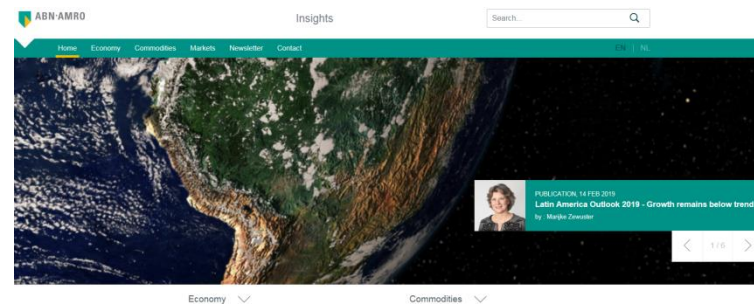 ABN·AMRO
Insights
Search...
Home Economy Commodities Markets Newsletter Contact
EN | NL
PUBLICATION, 14 FEB 2019
Latin America Outlook 2019 - Growth remains below trend
by : Marijke Zewuster
1 / 6
Economy
Commodities